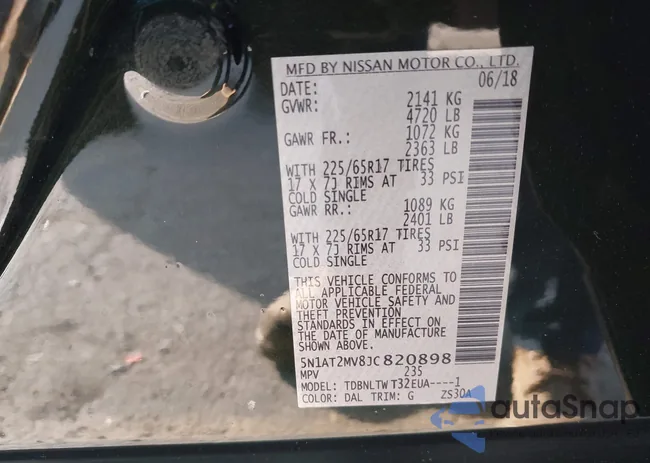 MFD BY NISSAN MOTOR CO., LTD.
DATE: 06/18
GVWR: 2141 KG
4720 LB
GAWR FR.: 1072 KG
2363 LB
WITH 225/65R17 TIRES
17 X 7J RIMS AT 33 PSI
COLD SINGLE
GAWR RR.: 1089 KG
2401 LB
WITH 225/65R17 TIRES
17 X 7J RIMS AT 33 PSI
COLD SINGLE
THIS VEHICLE CONFORMS TO
ALL APPLICABLE FEDERAL
MOTOR VEHICLE SAFETY AND
THEFT PREVENTION
STANDARDS IN EFFECT ON
THE DATE OF MANUFACTURE
SHOWN ABOVE.
5N1AT2MV8JC820898
MPV 235
MODEL: TDBNLTW T32EUA----1
COLOR: DAL TRIM: G ZS30A
autoSnap